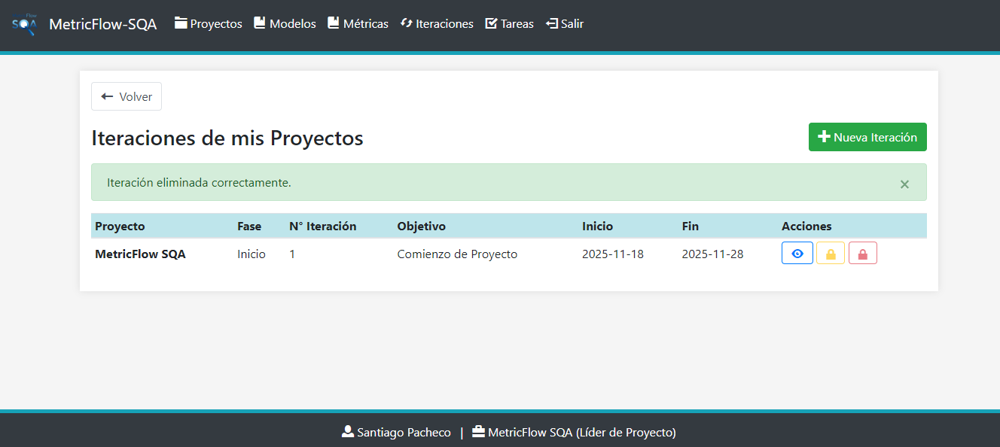 Flow
SQA
MetricFlow-SQA Proyectos Modelos Métricas Iteraciones Tareas Salir
Volver
Iteraciones de mis Proyectos
Nueva Iteración
Iteración eliminada correctamente. ×
Proyecto Fase N° Iteración Objetivo Inicio Fin Acciones
MetricFlow SQA Inicio 1 Comienzo de Proyecto 2025-11-18 2025-11-28
Santiago Pacheco | MetricFlow SQA (Líder de Proyecto)